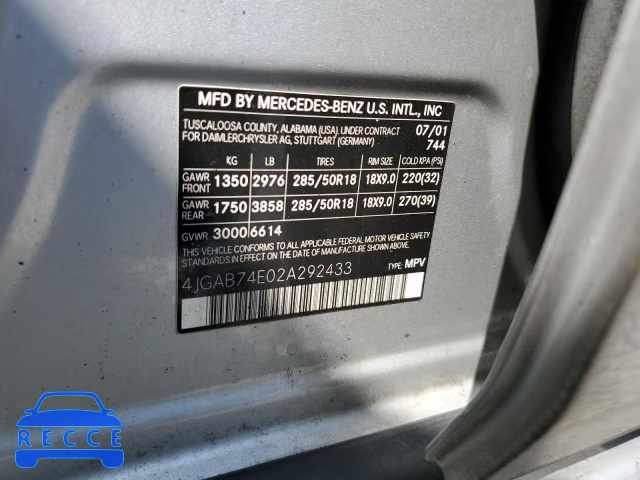 MFD BY MERCEDES-BENZ U.S. INTL., INC
TUSCALOOSA COUNTY, ALABAMA (USA). UNDER CONTRACT 07/01
FOR DAIMLERCHRYSLER AG, STUTTGART (GERMANY) 744
KG LB TIRES RIM SIZE COLD KPA (PSI)
GAWR FRONT 1350 2976 285/50R18 18X9.0 220(32)
GAWR REAR 1750 3858 285/50R18 18X9.0 270(39)
GVWR 3000 6614
THIS VEHICLE CONFORMS TO ALL APPLICABLE FEDERAL MOTOR VEHICLE SAFETY
STANDARDS IN EFFECT ON THE DATE OF MANUFACTURE SHOWN ABOVE.
4JGAB74E02A292433 TYPE: MPV
RECCE